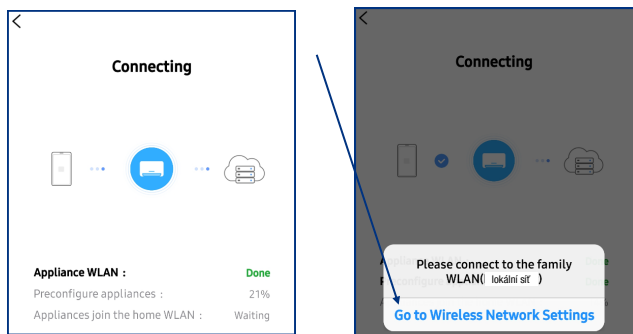 Connecting
Appliance WLAN : Done
Preconfigure appliances : 21%
Appliances join the home WLAN : Waiting
Connecting
Please connect to the family
WLAN( lokální síť )
Go to Wireless Network Settings